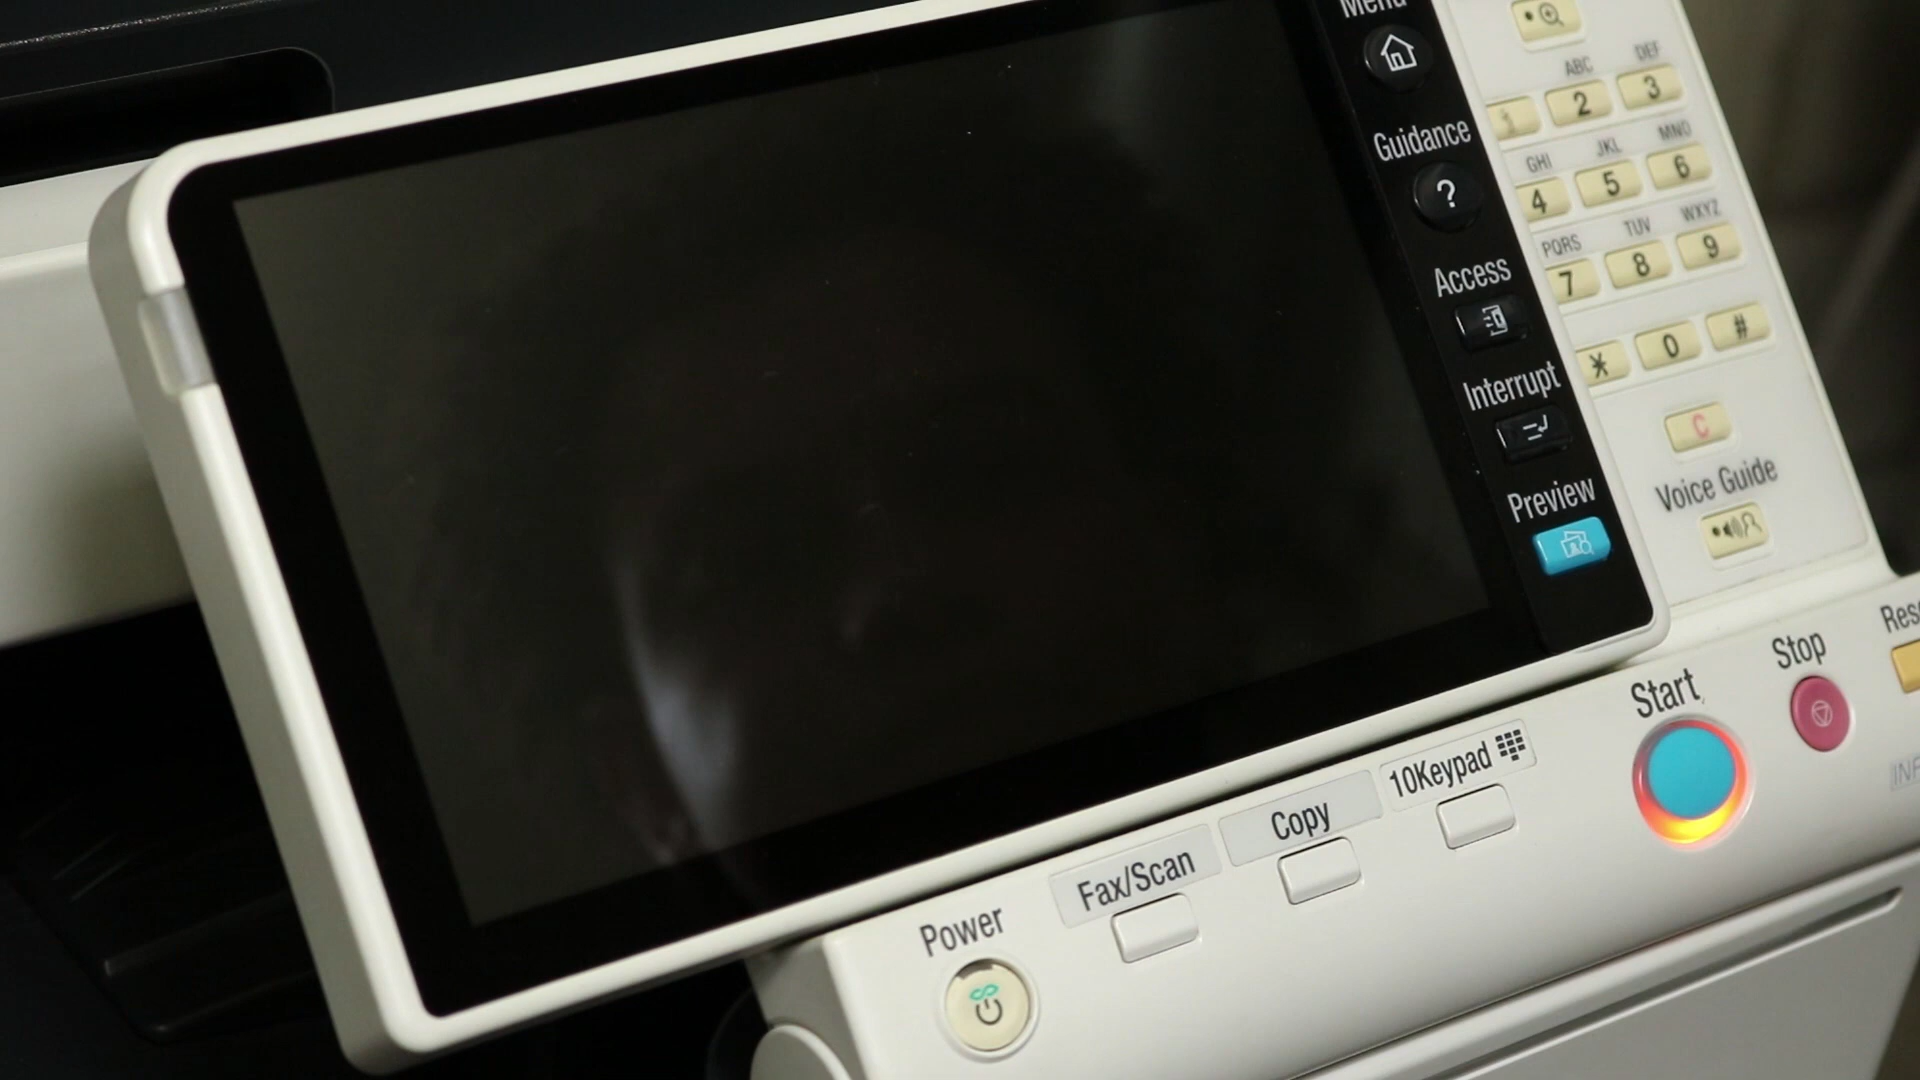 Menu
Guidance
?
Access
Interrupt
Preview
ABC
DEF
1
2
3
GHI
JKL
MNO
4
5
6
PQRS
TUV
WXYZ
7
8
9
*
0
#
C
Voice Guide
Power
Fax/Scan
Copy
10Keypad
Start
Stop